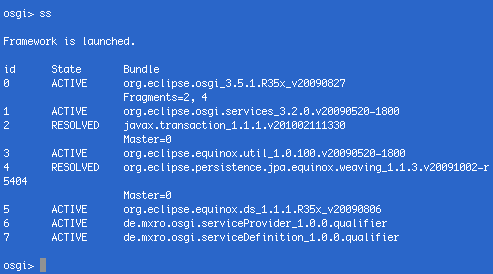 osgi> ss
Framework is launched.
id State Bundle
0 ACTIVE org.eclipse.osgi_3.5.1.R35x_v20090827
Fragments=2, 4
1 ACTIVE org.eclipse.osgi.services_3.2.0.v20090520-1800
2 RESOLVED javax.transaction_1.1.1.v201002111330
Master=0
3 ACTIVE org.eclipse.equinox.util_1.0.100.v20090520-1800
4 RESOLVED org.eclipse.persistence.jpa.equinox.weaving_1.1.3.v20091002-r
5404
Master=0
5 ACTIVE org.eclipse.equinox.ds_1.1.1.R35x_v20090806
6 ACTIVE de.mxro.osgi.serviceProvider_1.0.0.qualifier
7 ACTIVE de.mxro.osgi.serviceDefinition_1.0.0.qualifier
osgi>